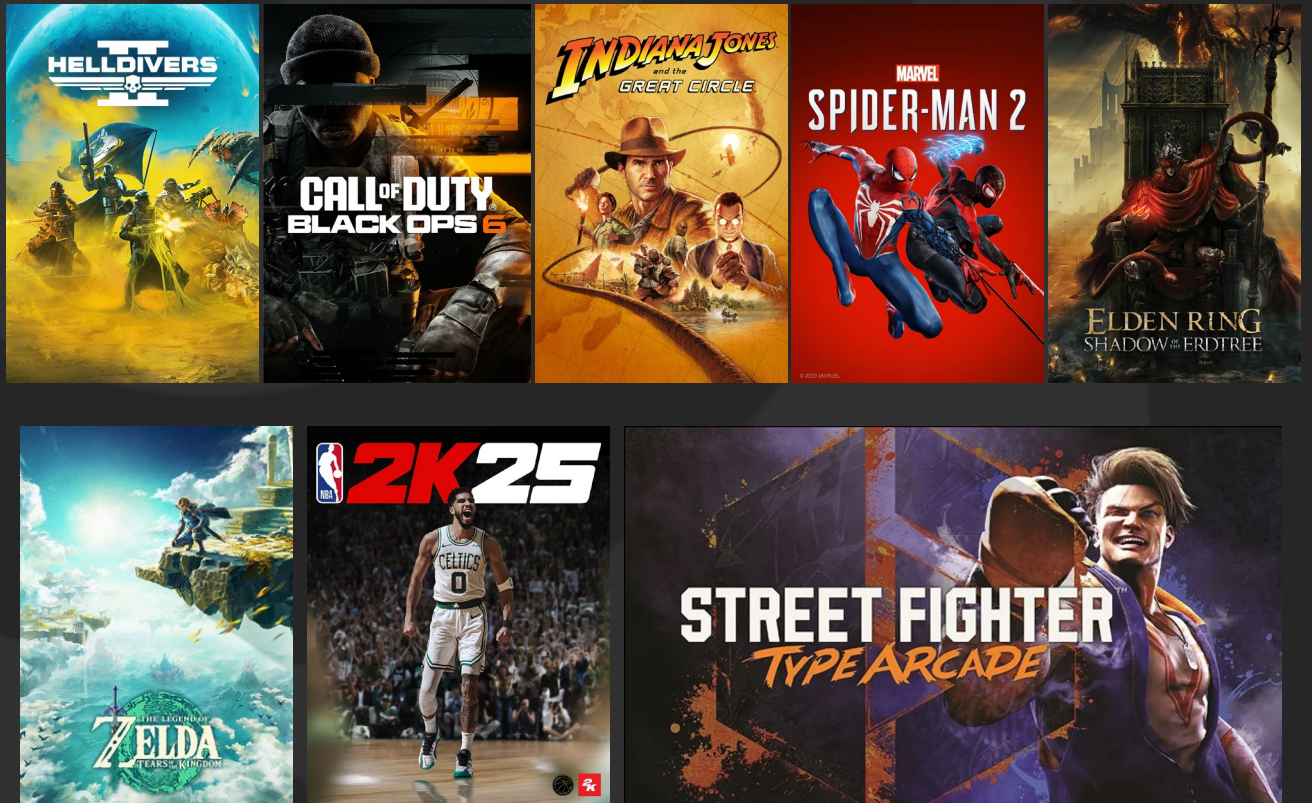 HELLDIVERS
II
CALL OF DUTY
BLACK OPS 6
INDIANA JONES
and the
GREAT CIRCLE
MARVEL
SPIDER-MAN 2
© 2023 MARVEL
ELDEN RING
SHADOW OF THE ERDTREE
THE LEGEND OF
ZELDA
TEARS OF THE KINGDOM
NBA
2K25
CELTICS
0
2K
STREET FIGHTER™
TYPE ARCADE